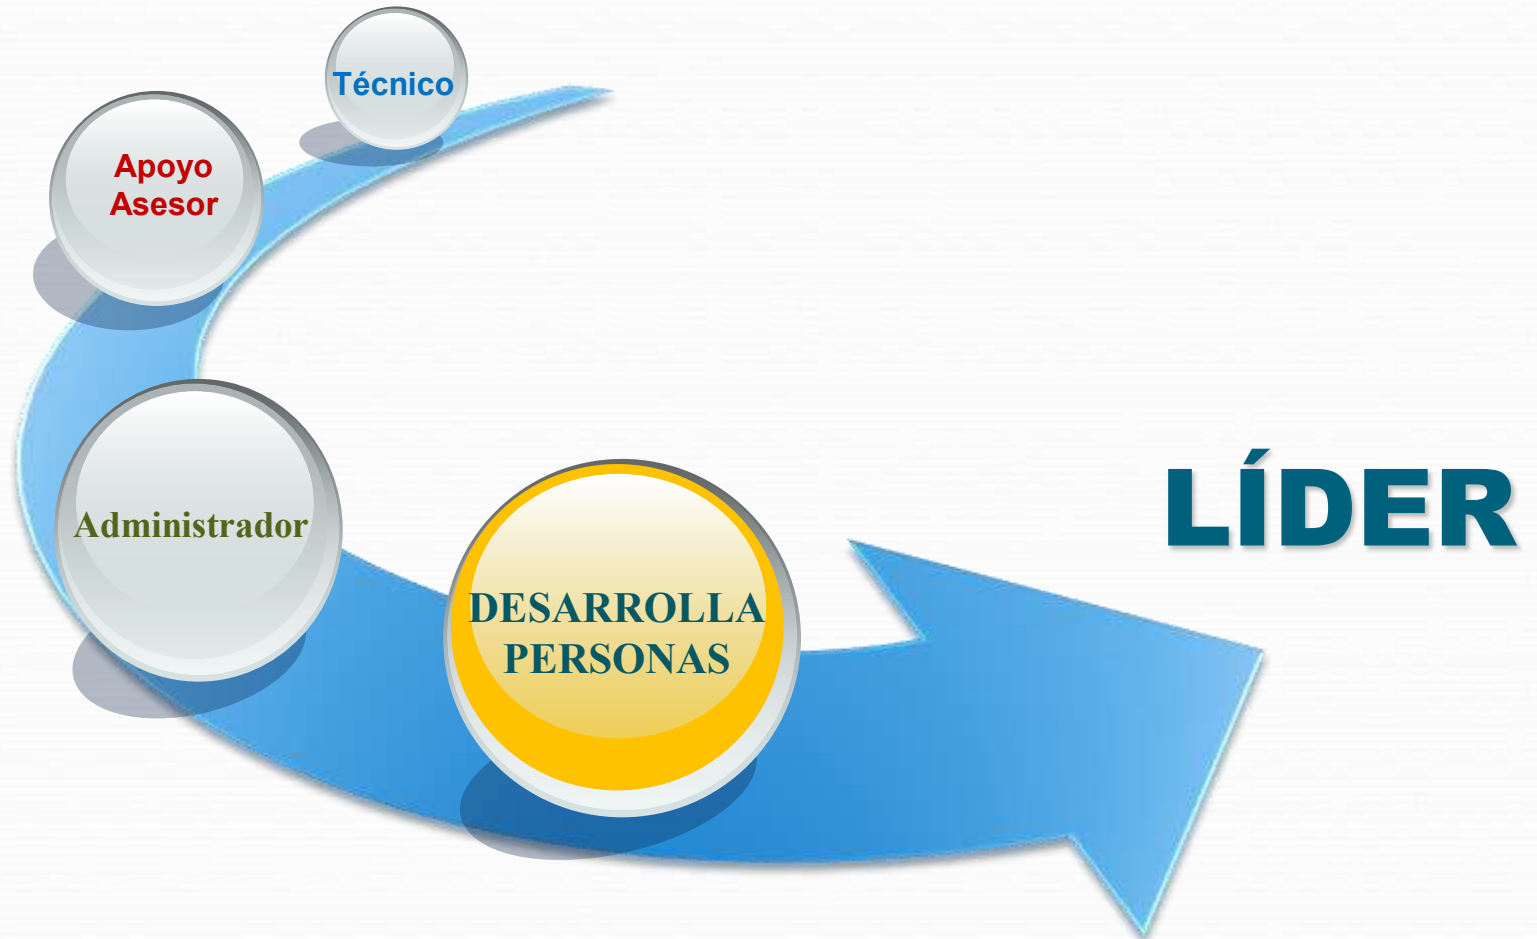 Técnico
Apoyo
Asesor
Administrador
DESARROLLA
PERSONAS
LÍDER